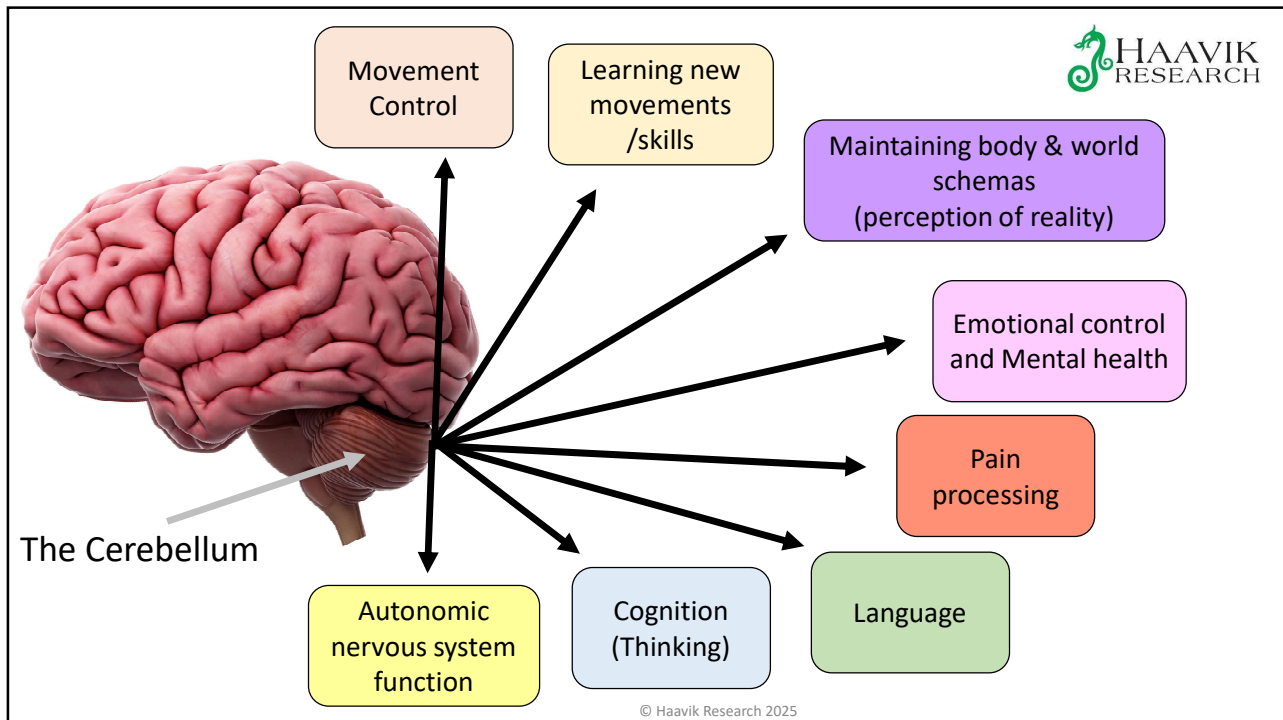 Movement
Control
Learning new
movements
/skills
HAAVIK
RESEARCH
Maintaining body & world
schemas
(perception of reality)
Emotional control
and Mental health
Pain
processing
The Cerebellum
Autonomic
nervous system
function
Cognition
(Thinking)
Language
© Haavik Research 2025